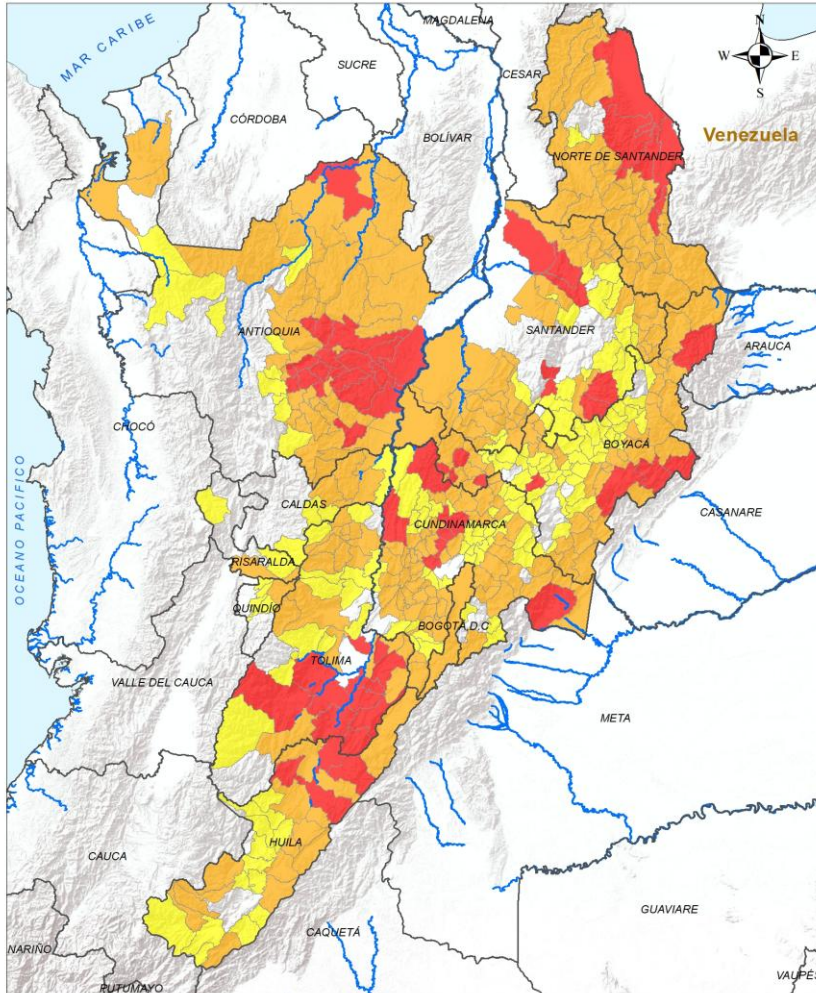 MAGDALENA
N
W E
S
MAR CARIBE
SUCRE
CESAR
CÓRDOBA
BOLÍVAR
Venezuela
NORTE DE SANTANDER
SANTANDER
ANTIOQUIA
ARAUCA
CHOCÓ
BOYACÁ
CALDAS
CASANARE
CUNDINAMARCA
OCEANO PACIFICO
RISARALDA
QUINDÍO
BOGOTÁ, D.C
TOLIMA
VALLE DEL CAUCA
META
HUILA
CAUCA
GUAVIARE
CAQUETÁ
NARIÑO
PUTUMAYO
VAUPÉS